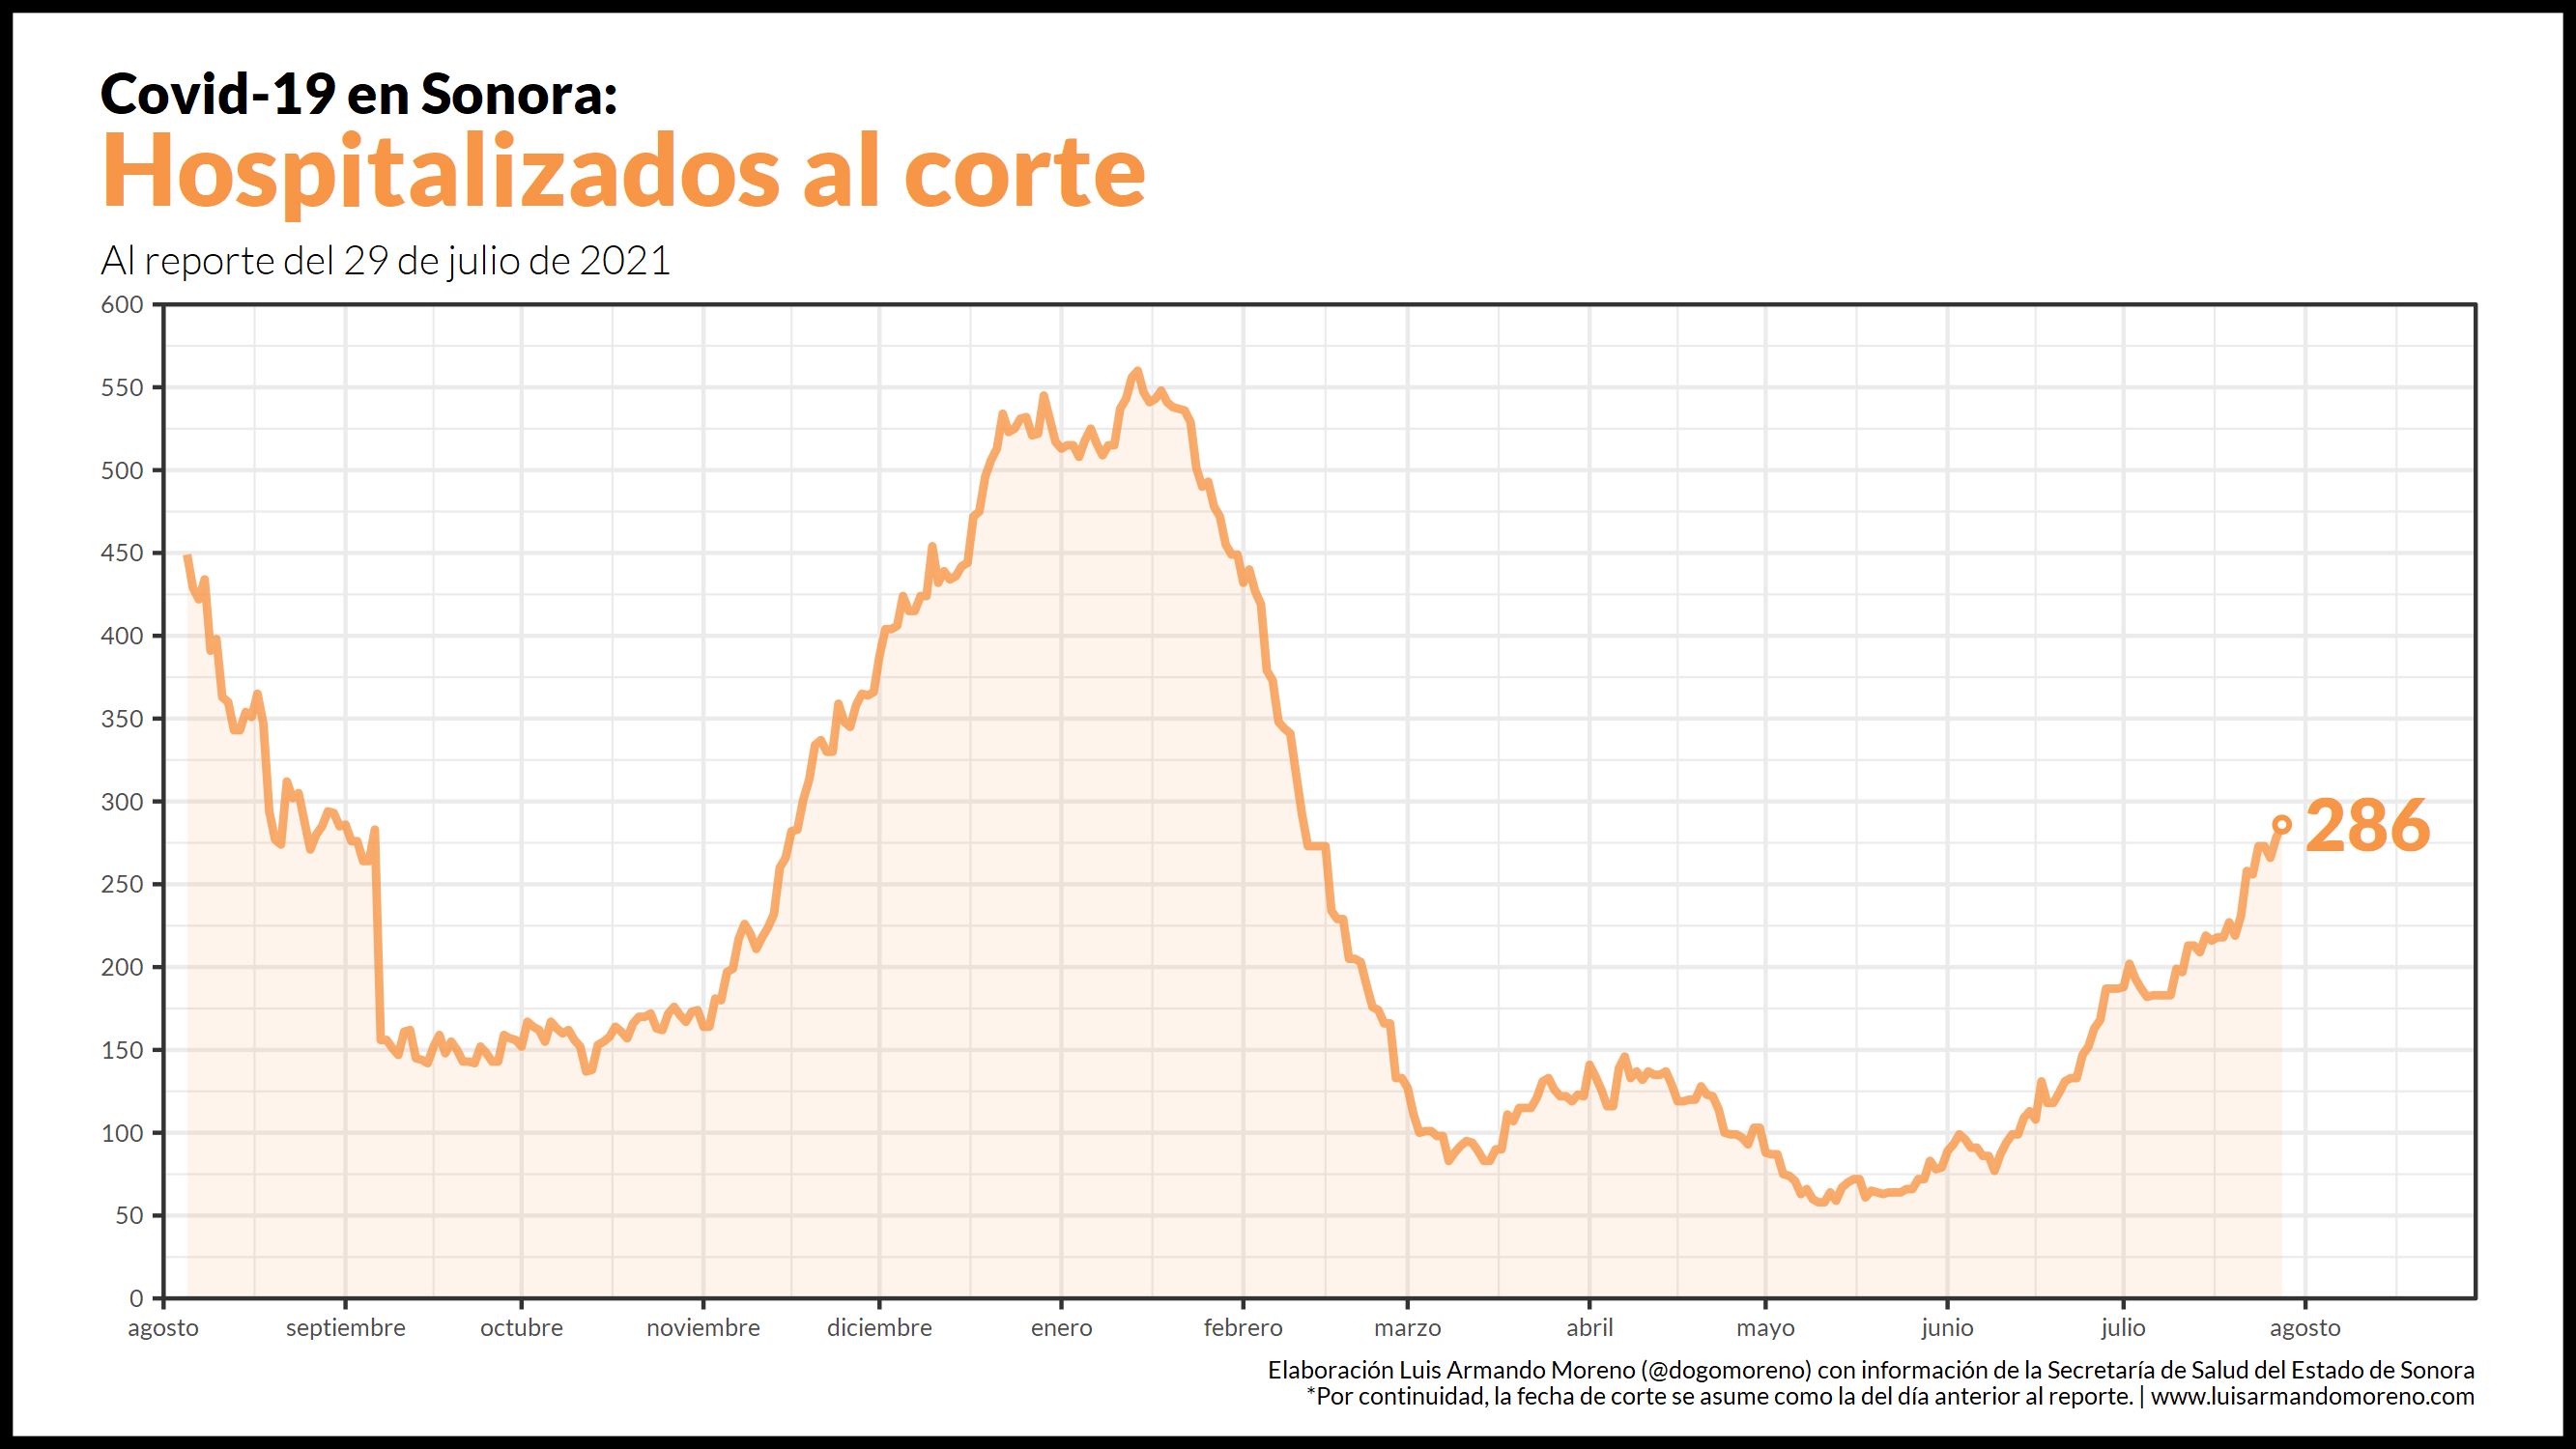 Covid-19 en Sonora:
Hospitalizados al corte
Al reporte del 29 de julio de 2021
600
550
500
450
400
350
300
250
200
150
100
50
0
286
agosto septiembre octubre noviembre diciembre enero febrero marzo abril mayo junio julio agosto
Elaboración Luis Armando Moreno (@dogomoreno) con información de la Secretaría de Salud del Estado de Sonora
*Por continuidad, la fecha de corte se asume como la del día anterior al reporte. | www.luisarmandomoreno.com